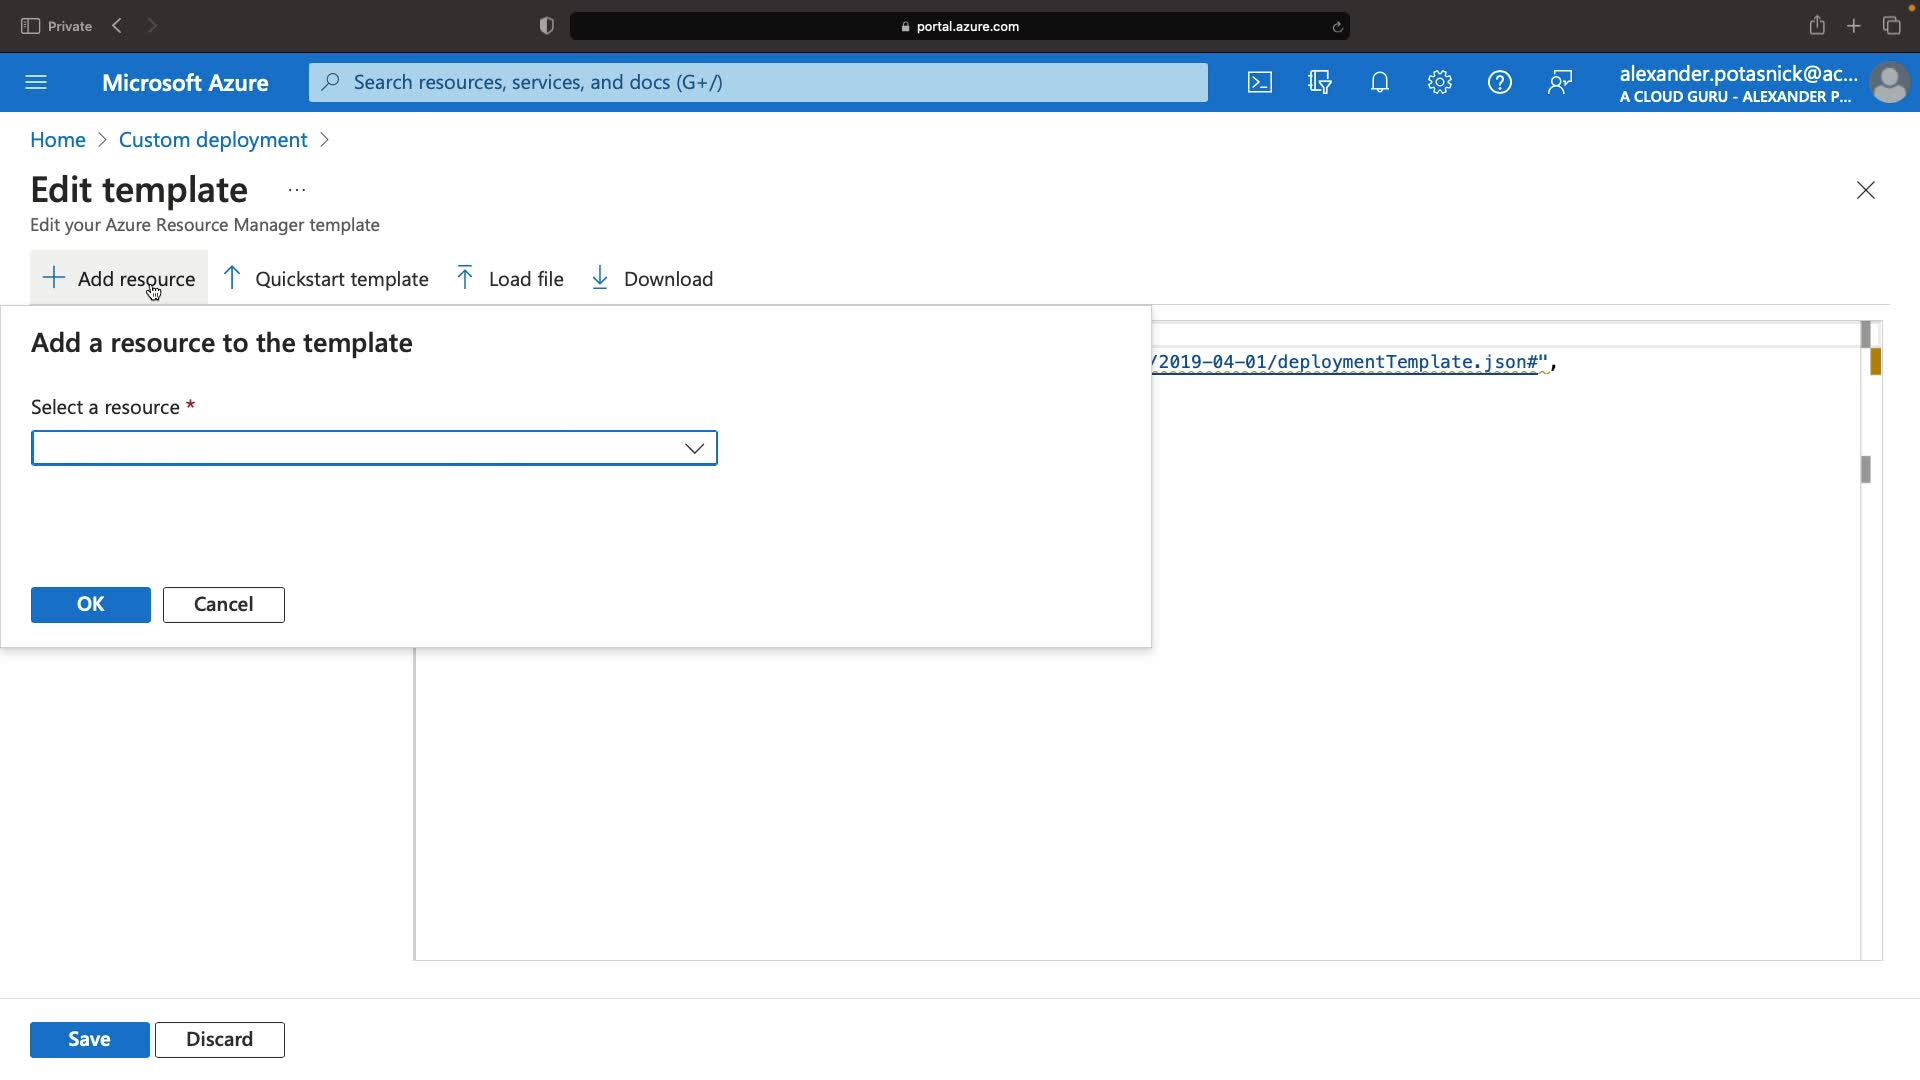 Private
portal.azure.com
Microsoft Azure
Search resources, services, and docs (G+/)
alexander.potasnick@ac...
A CLOUD GURU - ALEXANDER P...
Home > Custom deployment >
Edit template ...
Edit your Azure Resource Manager template
Add resource
Quickstart template
Load file
Download
Add a resource to the template
/2019-04-01/deploymentTemplate.json#",
Select a resource *
OK
Cancel
Save
Discard